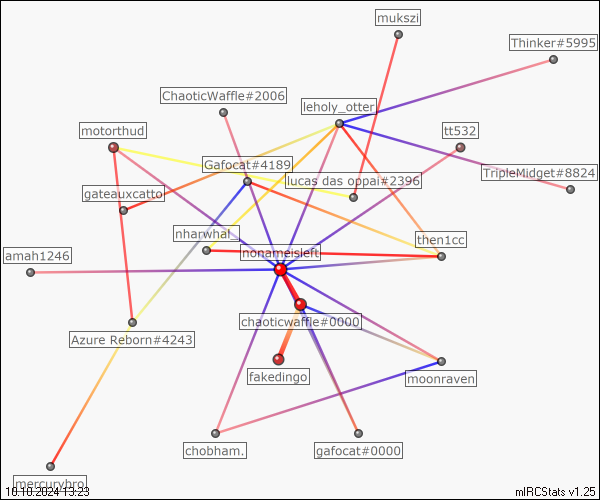 mukszi
Thinker#5995
ChaoticWaffle#2006
leholy_otter
motorthud
tt532
Gafocat#4189
TripleMidget#8824
lucas das oppai#2396
gateauxcatto
nharwhal_
then1cc
amah1246
nonameisleft
chaoticwaffle#0000
Azure Reborn#4243
fakedingo
moonraven
chobham.
gafocat#0000
mercurybro
10.10.2024 13:23
mIRCStats v1.25